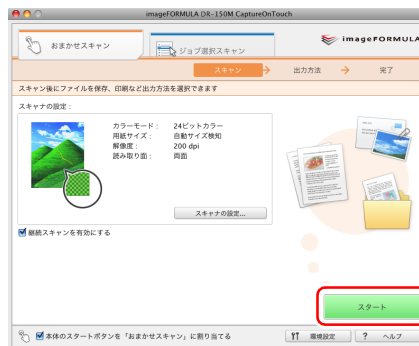 imageFORMULA DR-150M CaptureOnTouch
おまかせスキャン
ジョブ選択スキャン
imageFORMULA
スキャン
出力方法
完了
スキャン後にファイルを保存、印刷など出力方法を選択できます
スキャナの設定：
カラーモード： 24ビットカラー
用紙サイズ： 自動サイズ検知
解像度： 200 dpi
読み取り面： 両面
スキャナの設定...
継続スキャンを有効にする
スタート
本体のスタートボタンを「おまかせスキャン」に割り当てる
環境設定
? ヘルプ